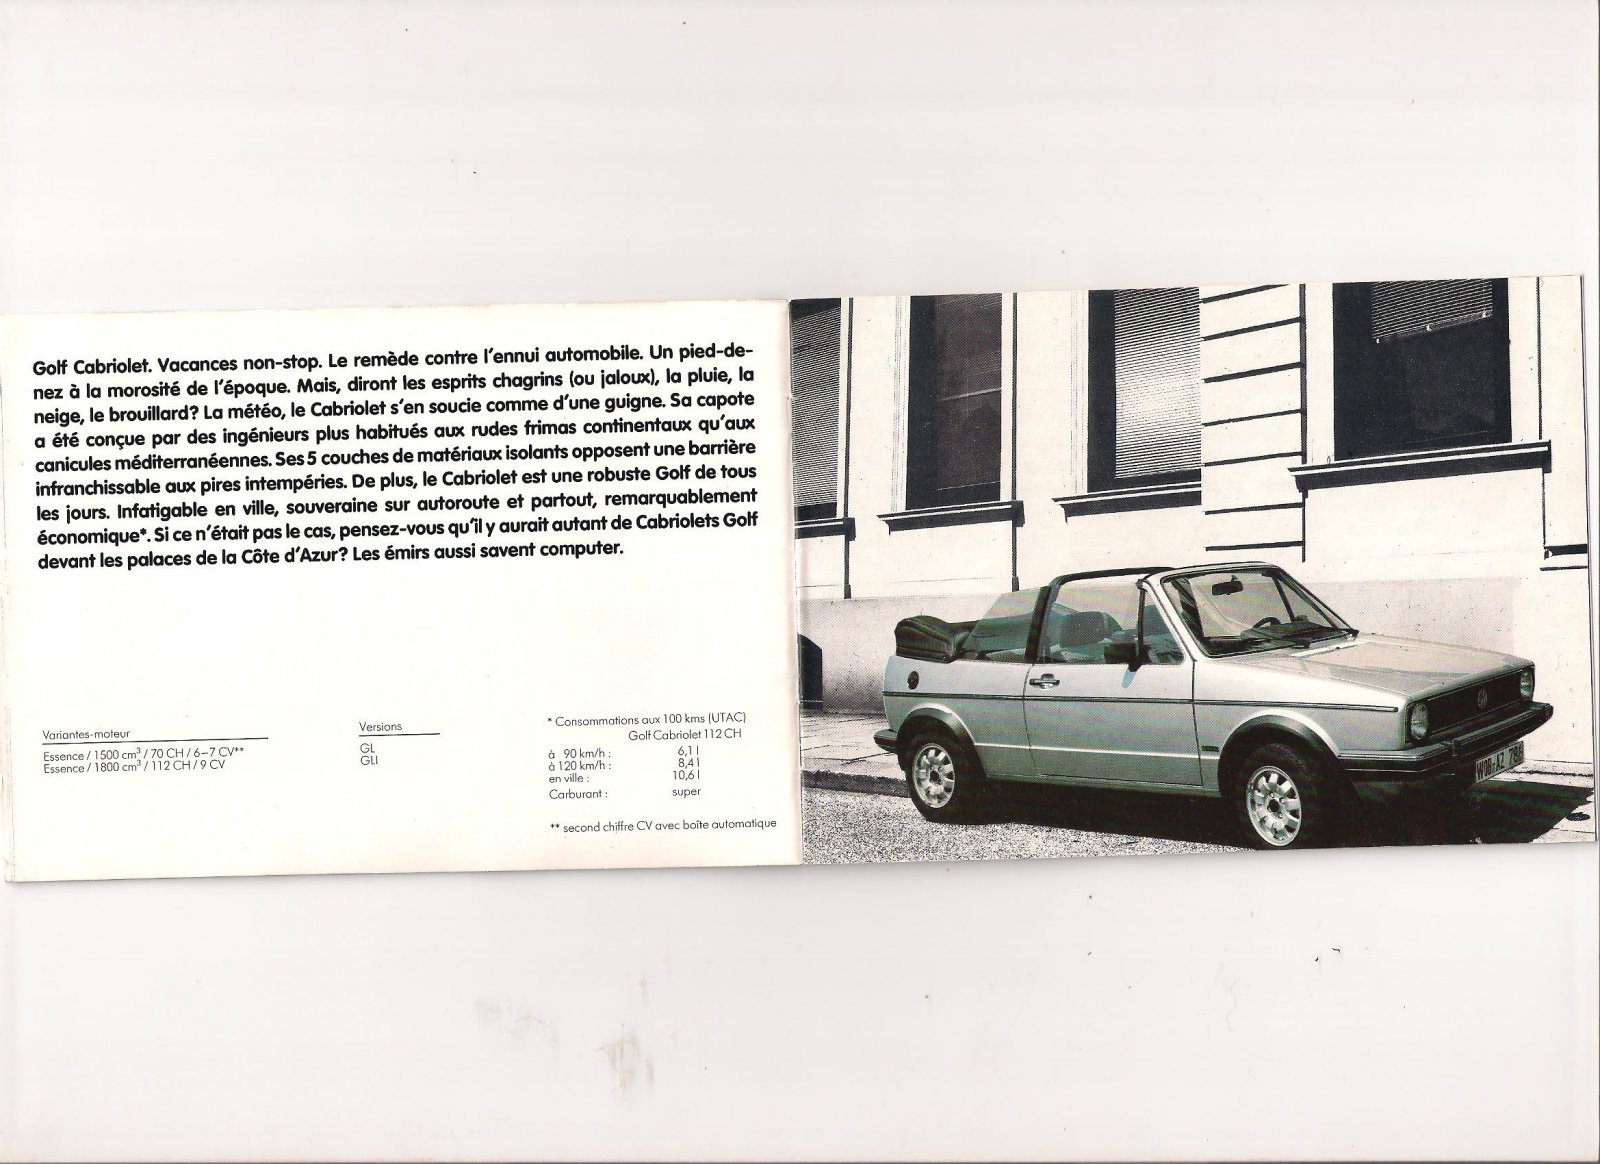 Golf Cabriolet. Vacances non-stop. Le remède contre l'ennui automobile. Un pied-de-
nez à la morosité de l'époque. Mais, diront les esprits chagrins (ou jaloux), la pluie, la
neige, le brouillard? La météo, le Cabriolet s'en soucie comme d'une guigne. Sa capote
a été conçue par des ingénieurs plus habitués aux rudes frimas continentaux qu'aux
canicules méditerranéennes. Ses 5 couches de matériaux isolants opposent une barrière
infranchissable aux pires intempéries. De plus, le Cabriolet est une robuste Golf de tous
les jours. Infatigable en ville, souveraine sur autoroute et partout, remarquablement
économique*. Si ce n'était pas le cas, pensez-vous qu'il y aurait autant de Cabriolets Golf
devant les palaces de la Côte d'Azur? Les émirs aussi savent computer.
Variantes-moteur
Essence / 1500 cm³ / 70 CH / 6–7 CV**
Essence / 1800 cm³ / 112 CH / 9 CV
Versions
GL
GLI
* Consommations aux 100 kms (UTAC)
Golf Cabriolet 112 CH
à 90 km/h : 6,1 l
à 120 km/h : 8,4 l
en ville : 10,6 l
Carburant : super
** second chiffre CV avec boîte automatique
WOB-AZ